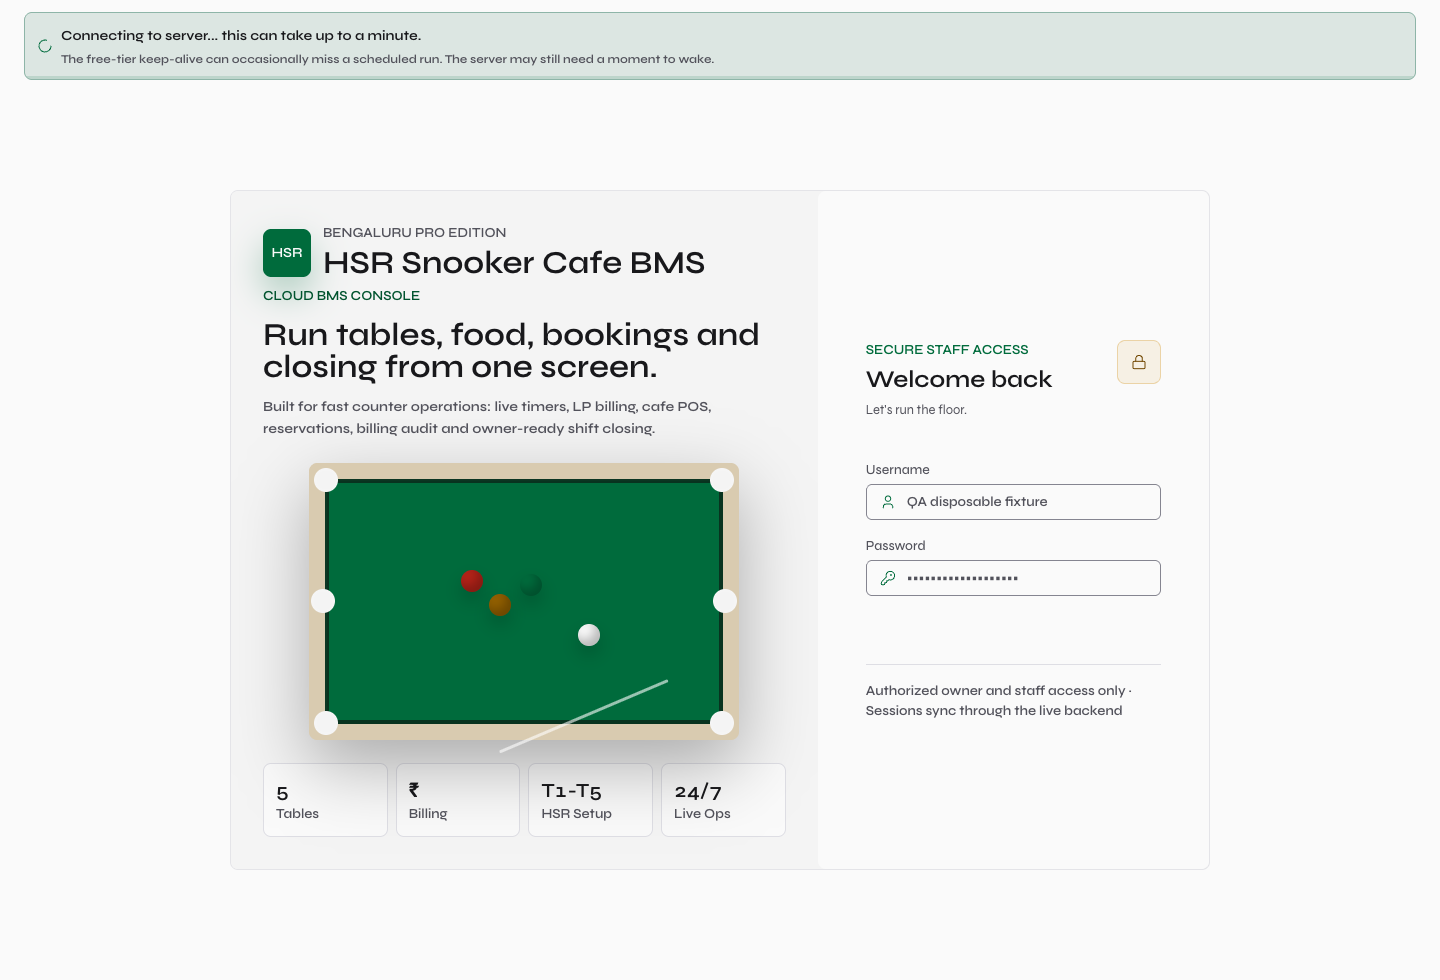 Connecting to server... this can take up to a minute.
The free-tier keep-alive can occasionally miss a scheduled run. The server may still need a moment to wake.
HSR
BENGALURU PRO EDITION
HSR Snooker Cafe BMS
CLOUD BMS CONSOLE
Run tables, food, bookings and
closing from one screen.
Built for fast counter operations: live timers, LP billing, cafe POS,
reservations, billing audit and owner-ready shift closing.
5
Tables
₹
Billing
T1-T5
HSR Setup
24/7
Live Ops
SECURE STAFF ACCESS
Welcome back
Let's run the floor.
Username
QA disposable fixture
Password
•••••••••••••••••••
Authorized owner and staff access only ·
Sessions sync through the live backend